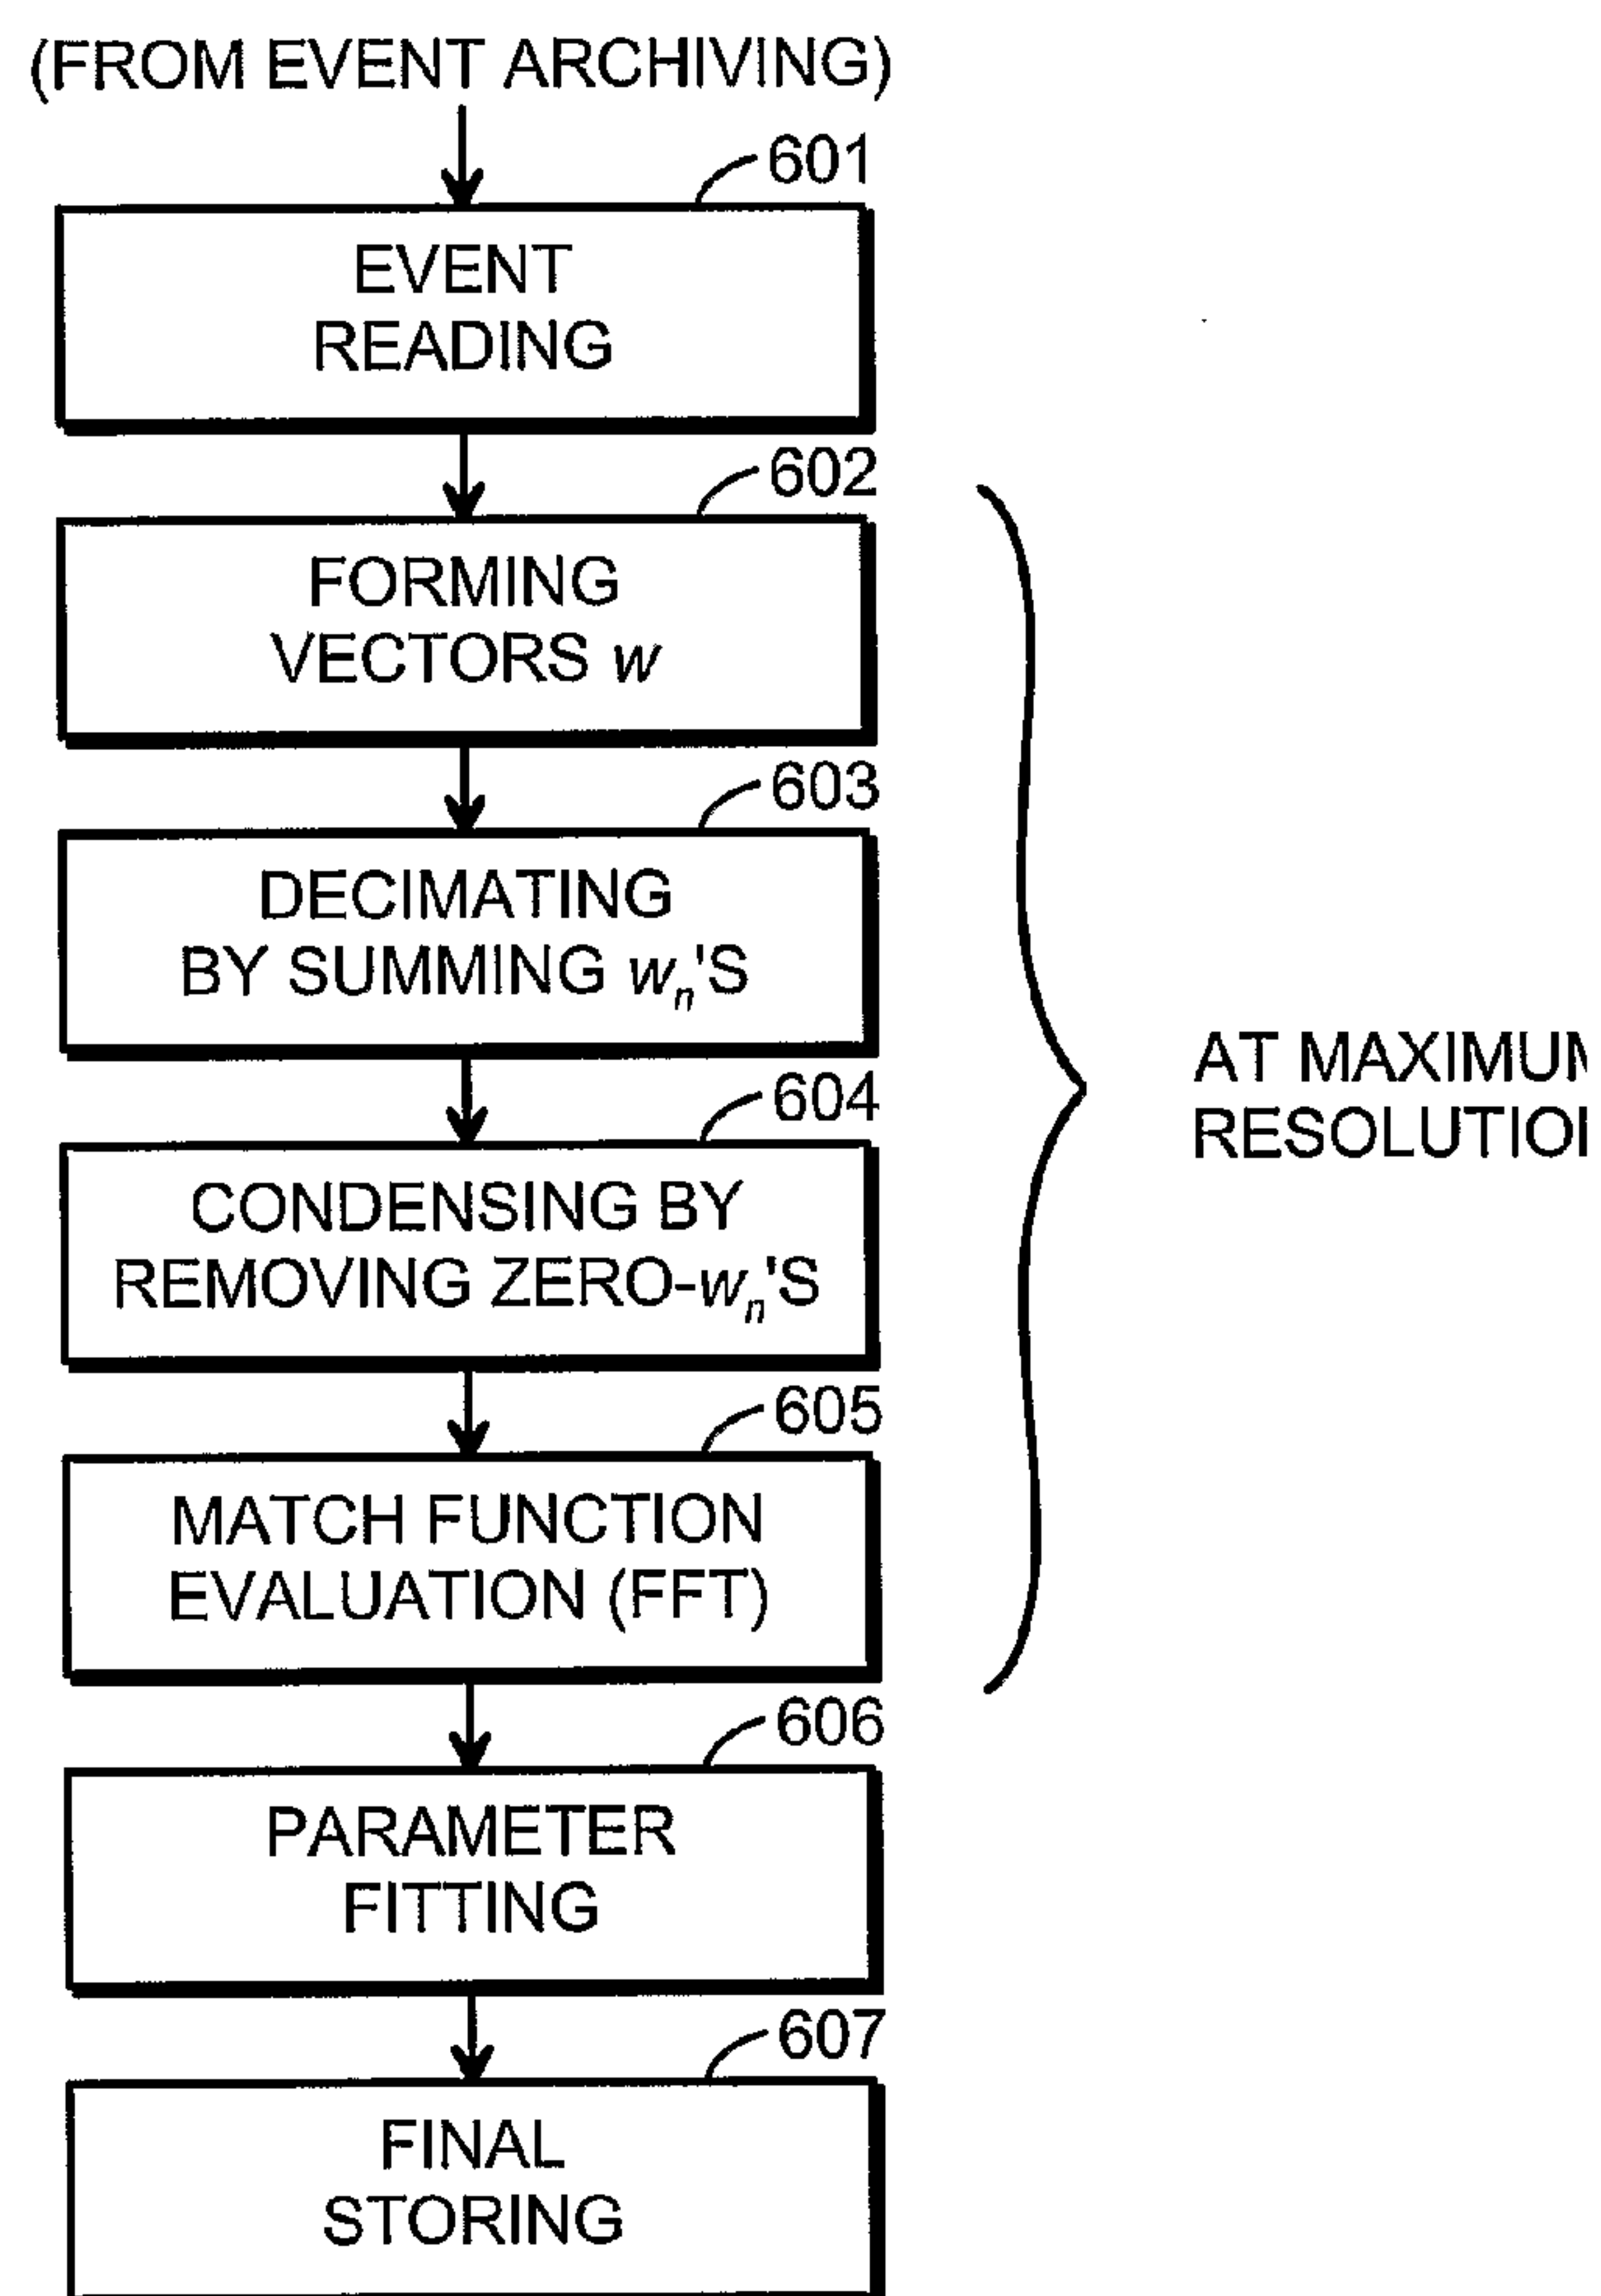 (FROM EVENT ARCHIVING)
601
EVENT
READING
602
FORMING
VECTORS w
603
DECIMATING
BY SUMMING wn'S
604
CONDENSING BY
REMOVING ZERO-wn'S
605
MATCH FUNCTION
EVALUATION (FFT)
606
PARAMETER
FITTING
607
FINAL
STORING
AT